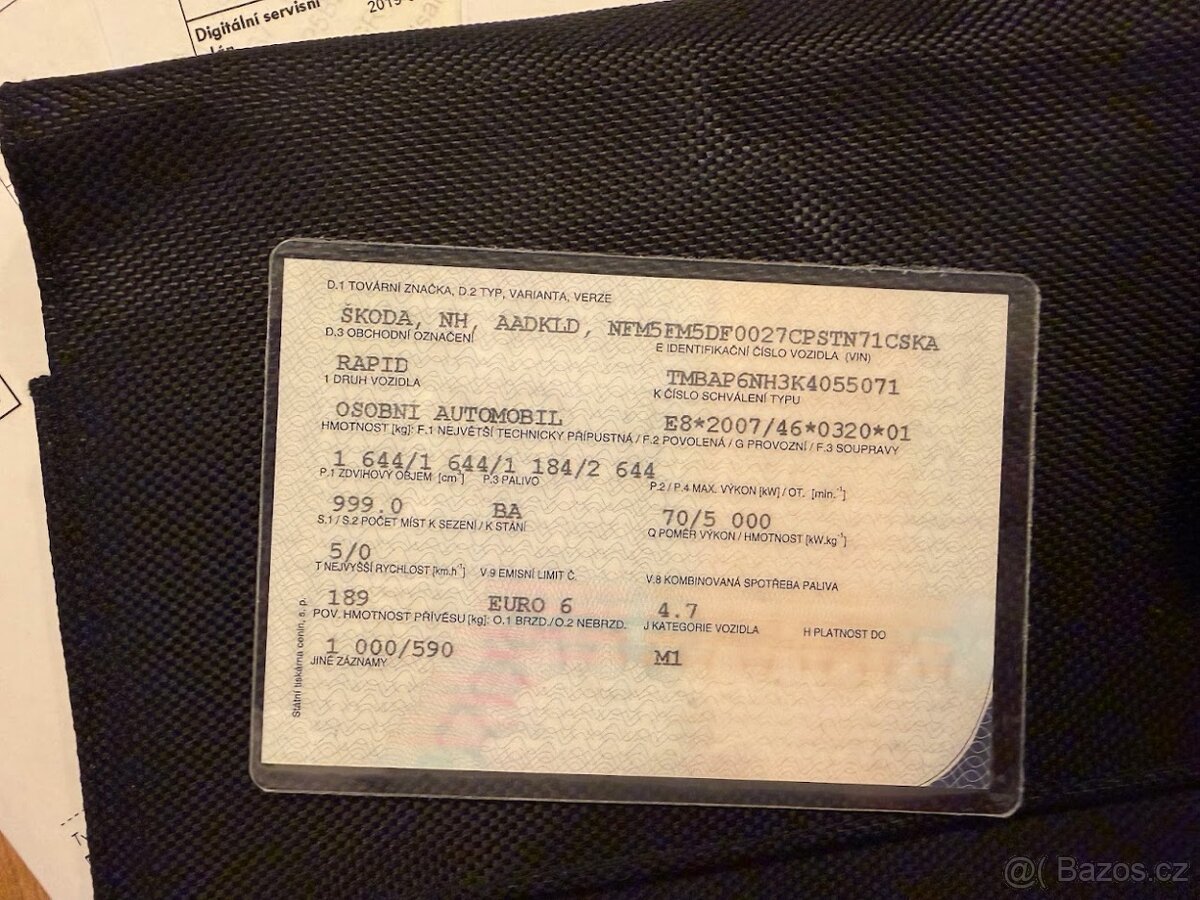 Digitální servisní
D.1 TOVÁRNÍ ZNAČKA, D.2 TYP, VARIANTA, VERZE
ŠKODA, NH, AADKLD, NFM5FM5DF0027CPSTN71CSKA
D.3 OBCHODNÍ OZNAČENÍ E IDENTIFIKAČNÍ ČÍSLO VOZIDLA (VIN)
RAPID TMBAP6NH3K4055071
1 DRUH VOZIDLA K ČÍSLO SCHVÁLENÍ TYPU
OSOBNÍ AUTOMOBIL E8*2007/46*0320*01
HMOTNOST [kg]: F.1 NEJVĚTŠÍ TECHNICKY PŘÍPUSTNÁ / F.2 POVOLENÁ / G PROVOZNÍ / F.3 SOUPRAVY
1 644/1 644/1 184/2 644
P.1 ZDVIHOVÝ OBJEM [cm³] P.3 PALIVO P.2 / P.4 MAX. VÝKON [kW] / OT. [min.⁻¹]
999.0 BA 70/5 000
S.1 / S.2 POČET MÍST K SEZENÍ / K STÁNÍ Q POMĚR VÝKON / HMOTNOST [kW.kg⁻¹]
5/0
T NEJVYŠŠÍ RYCHLOST [km.h⁻¹] V.9 EMISNÍ LIMIT Č. V.8 KOMBINOVANÁ SPOTŘEBA PALIVA
189 EURO 6 4.7
POV. HMOTNOST PŘÍVĚSU [kg]: O.1 BRZD./O.2 NEBRZD. J KATEGORIE VOZIDLA H PLATNOST DO
1 000/590 M1
JINÉ ZÁZNAMY
Státní tiskárna cenin, s. p.
@( Bazos.cz